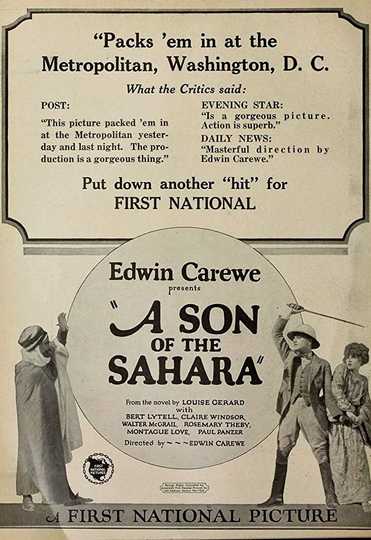 "Packs 'em in at the
Metropolitan, Washington, D. C.
What the Critics said:
POST:
"This picture packed 'em in
at the Metropolitan yester-
day and last night. The pro-
duction is a gorgeous thing."
EVENING STAR:
"Is a gorgeous picture.
Action is superb."
DAILY NEWS:
"Masterful direction by
Edwin Carewe."
Put down another "hit" for
FIRST NATIONAL
Edwin Carewe
presents
"A SON
OF THE
SAHARA"
From the novel by LOUISE GERARD
with
BERT LYTELL, CLAIRE WINDSOR,
WALTER McGRAIL, ROSEMARY THEBY,
MONTAGUE LOVE, PAUL PANZER
Directed by ~~~EDWIN CAREWE
FIRST
NATIONAL
PICTURES
A FIRST NATIONAL PICTURE